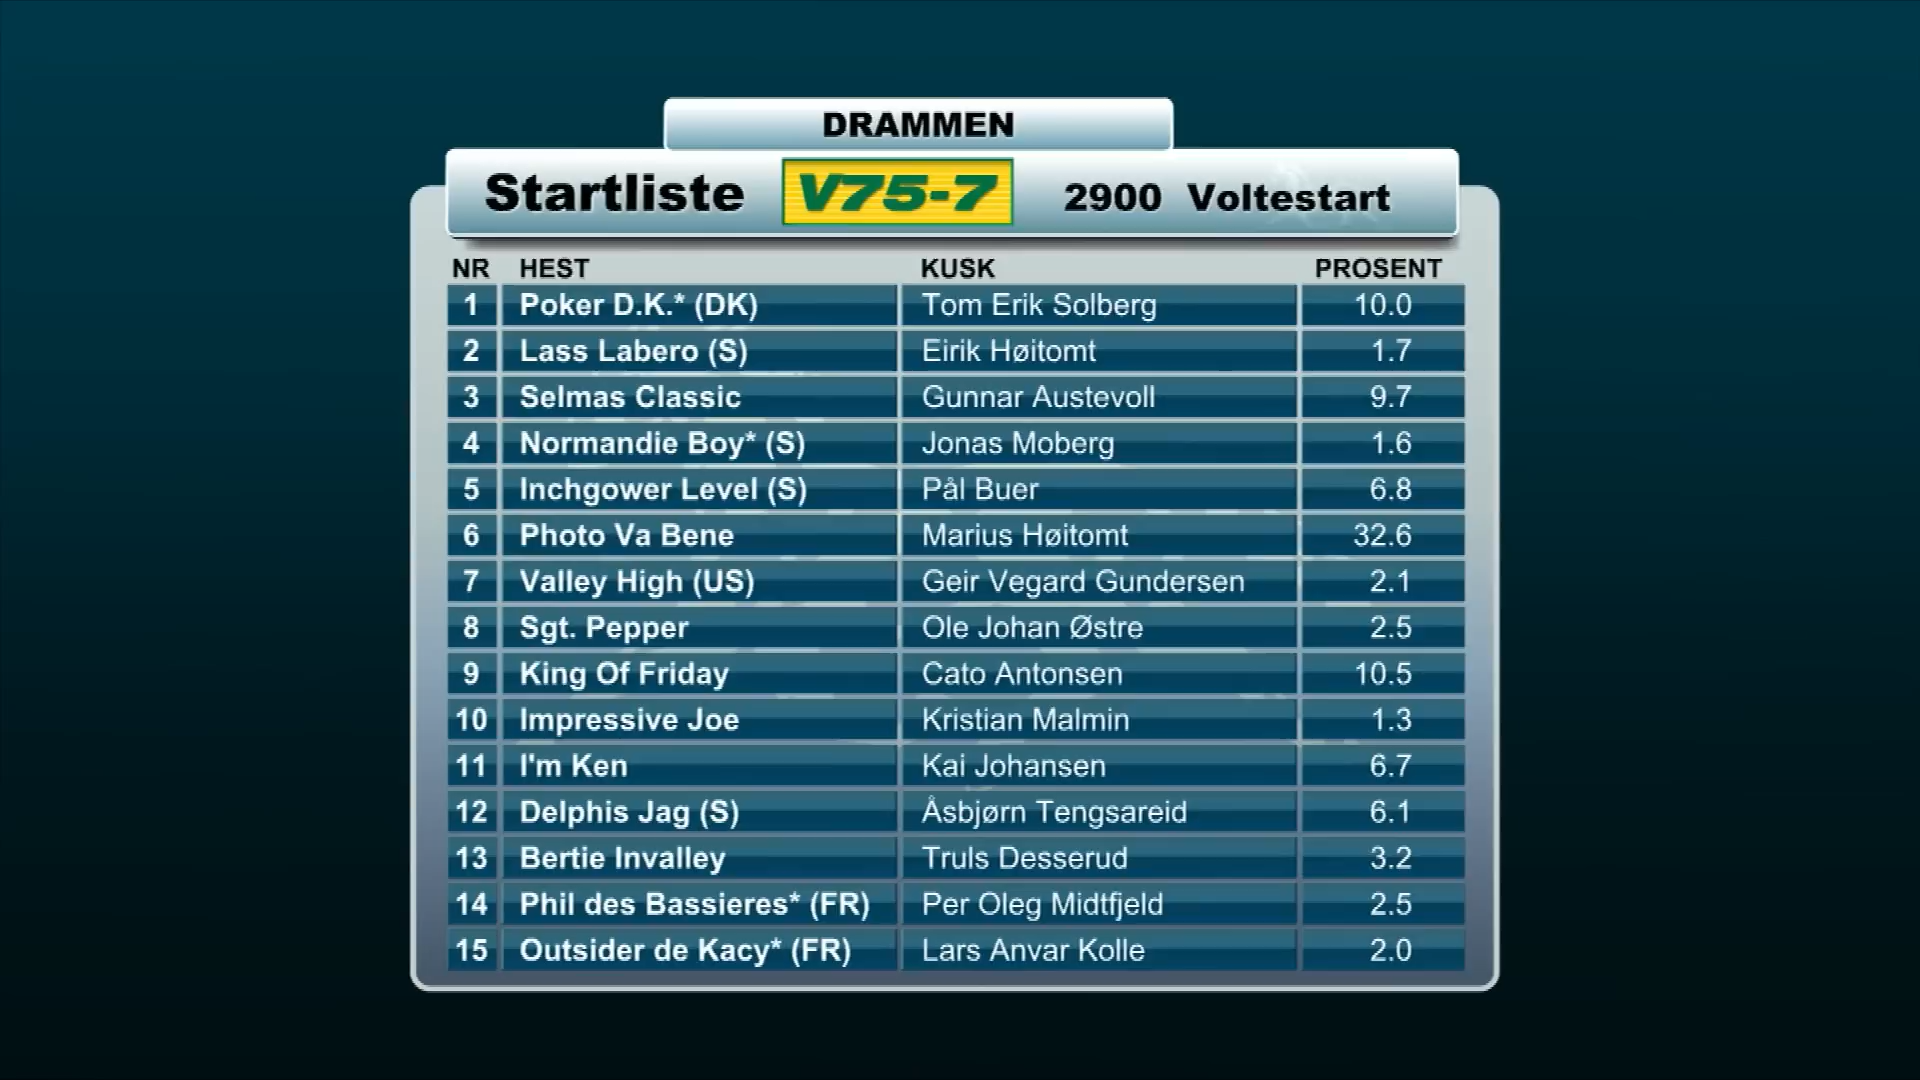 DRAMMEN
Startliste V75-7 2900 Voltestart
NR HEST KUSK PROSENT
1 Poker D.K.* (DK) Tom Erik Solberg 10.0
2 Lass Labero (S) Eirik Høitomt 1.7
3 Selmas Classic Gunnar Austevoll 9.7
4 Normandie Boy* (S) Jonas Moberg 1.6
5 Inchgower Level (S) Pål Buer 6.8
6 Photo Va Bene Marius Høitomt 32.6
7 Valley High (US) Geir Vegard Gundersen 2.1
8 Sgt. Pepper Ole Johan Østre 2.5
9 King Of Friday Cato Antonsen 10.5
10 Impressive Joe Kristian Malmin 1.3
11 I'm Ken Kai Johansen 6.7
12 Delphis Jag (S) Åsbjørn Tengsareid 6.1
13 Bertie Invalley Truls Desserud 3.2
14 Phil des Bassieres* (FR) Per Oleg Midtfjeld 2.5
15 Outsider de Kacy* (FR) Lars Anvar Kolle 2.0